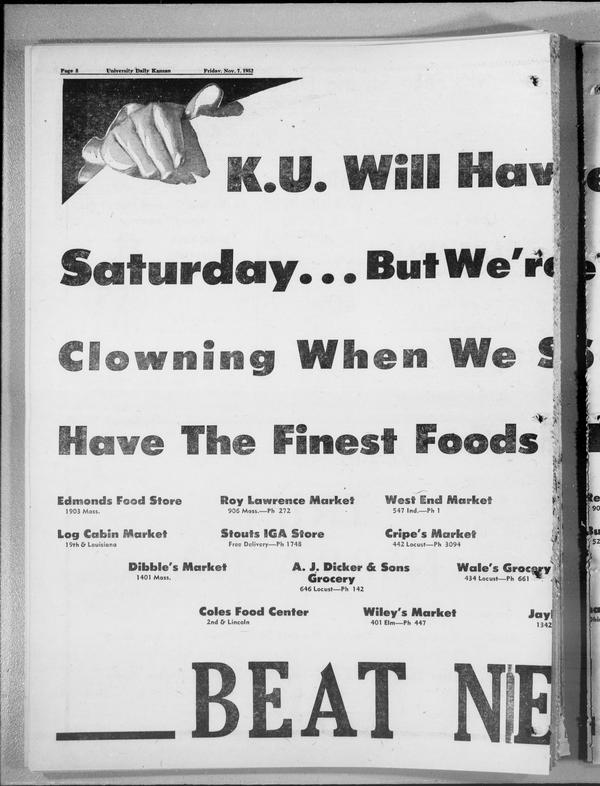 Page 8 University Daily Kansan Friday, Nov. 7, 1952
K.U. Will Hav
Saturday... But We're
Clowning When We S
Have The Finest Foods
Edmonds Food Store
1903 Mass.
Roy Lawrence Market
906 Mass.—Ph 272
West End Market
547 Ind.—Ph 1
Log Cabin Market
19th & Louisiana
Stouts IGA Store
Free Delivery—Ph 1748
Cripe's Market
442 Locust—Ph 3094
Dibble's Market
1401 Mass.
A. J. Dicker & Sons
Grocery
646 Locust—Ph 142
Wale's Grocery
434 Locust—Ph 661
Coles Food Center
2nd & Lincoln
Wiley's Market
401 Elm—Ph 447
Jay
1342
BEAT NE